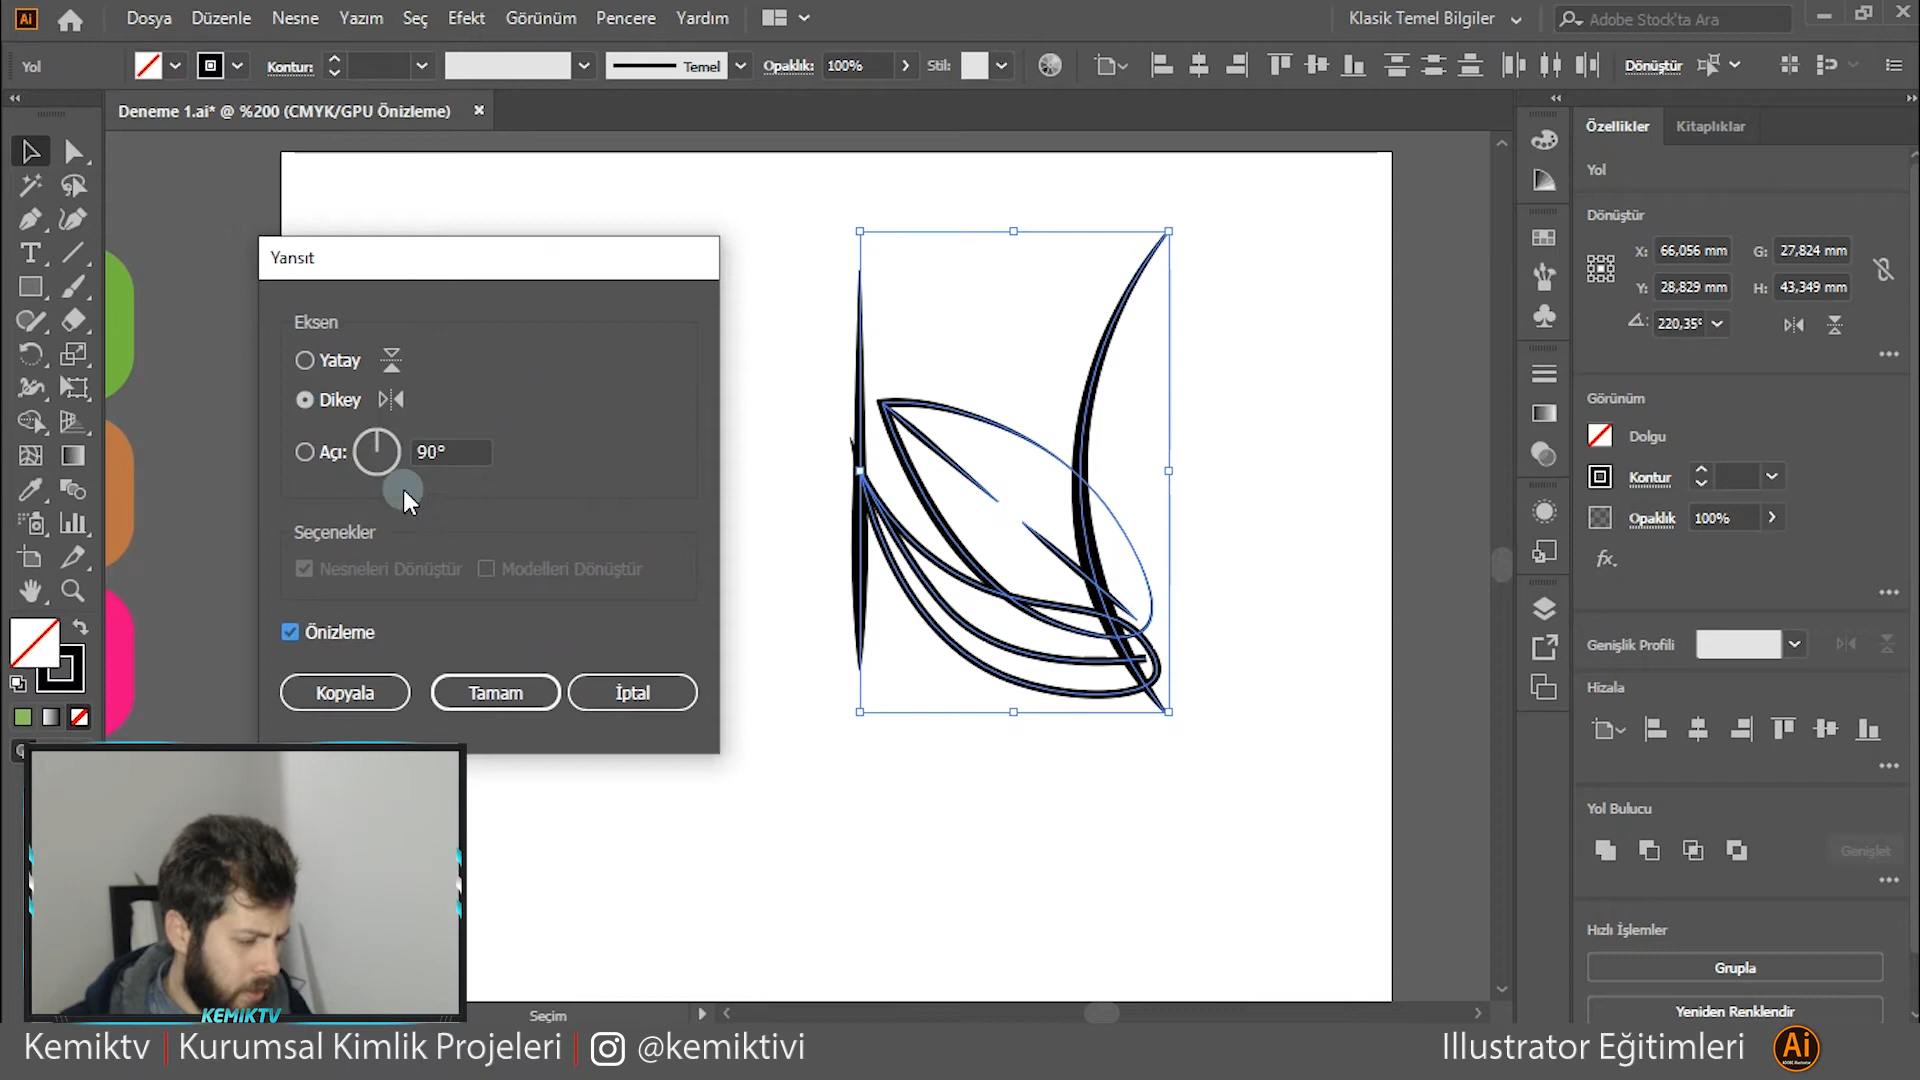 Ai Dosya Düzenle Nesne Yazım Seç Efekt Görünüm Pencere Yardım Klasik Temel Bilgiler Adobe Stock'ta Ara
Yol Kontur: Temel Opaklık: 100% Stil: Dönüştür
Deneme 1.ai* @ %200 (CMYK/GPU Önizleme)
Yansıt
Eksen
Yatay
Dikey
Açı: 90°
Seçenekler
Nesneleri Dönüştür Modelleri Dönüştür
Önizleme
Kopyala Tamam İptal
Özellikler Kitaplıklar
Yol
Dönüştür
X: 66,056 mm G: 27,824 mm
Y: 28,829 mm H: 43,349 mm
220,35°
Görünüm
Dolgu
Kontur
Opaklık 100%
fx.
Genişlik Profili
Hizala
Yol Bulucu
Genişlet
Hızlı İşlemler
Grupla
Yeniden Renklendir
Seçim
KEMIKTV
Kemiktv | Kurumsal Kimlik Projeleri | @kemiktivi Illustrator Eğitimleri Ai